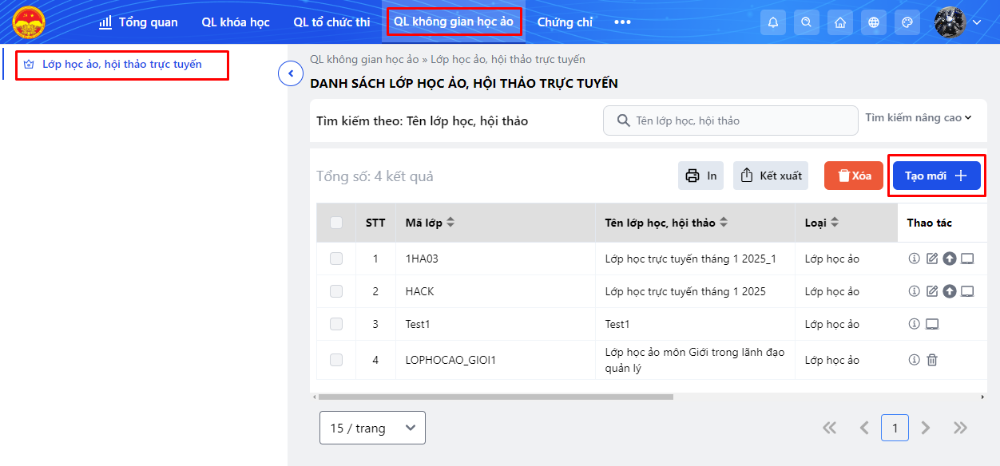 Tổng quan QL khóa học QL tổ chức thi QL không gian học ảo Chứng chỉ
Lớp học ảo, hội thảo trực tuyến
QL không gian học ảo » Lớp học ảo, hội thảo trực tuyến
DANH SÁCH LỚP HỌC ẢO, HỘI THẢO TRỰC TUYẾN
Tìm kiếm theo: Tên lớp học, hội thảo Tên lớp học, hội thảo Tìm kiếm nâng cao
Tổng số: 4 kết quả In Kết xuất Xóa Tạo mới
STT Mã lớp Tên lớp học, hội thảo Loại Thao tác
1 1HA03 Lớp học trực tuyến tháng 1 2025_1 Lớp học ảo
2 HACK Lớp học trực tuyến tháng 1 2025 Lớp học ảo
3 Test1 Test1 Lớp học ảo
4 LOPHOCAO_GIOI1 Lớp học ảo môn Giới trong lãnh đạo quản lý Lớp học ảo
15 / trang 1